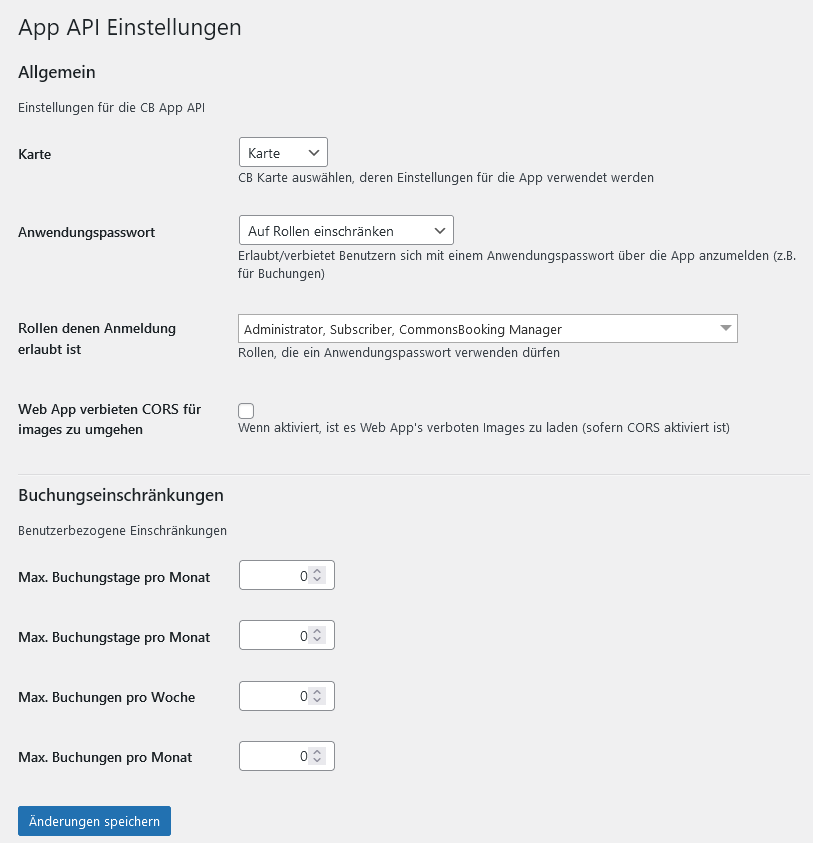 App API Einstellungen
Allgemein
Einstellungen für die CB App API
Karte
Karte
CB Karte auswählen, deren Einstellungen für die App verwendet werden
Anwendungspasswort
Auf Rollen einschränken
Erlaubt/verbietet Benutzern sich mit einem Anwendungspasswort über die App anzumelden (z.B.
für Buchungen)
Rollen denen Anmeldung
erlaubt ist
Administrator, Subscriber, CommonsBooking Manager
Rollen, die ein Anwendungspasswort verwenden dürfen
Web App verbieten CORS für
images zu umgehen
Wenn aktiviert, ist es Web App's verboten Images zu laden (sofern CORS aktiviert ist)
Buchungseinschränkungen
Benutzerbezogene Einschränkungen
Max. Buchungstage pro Monat
0
Max. Buchungstage pro Monat
0
Max. Buchungen pro Woche
0
Max. Buchungen pro Monat
0
Änderungen speichern